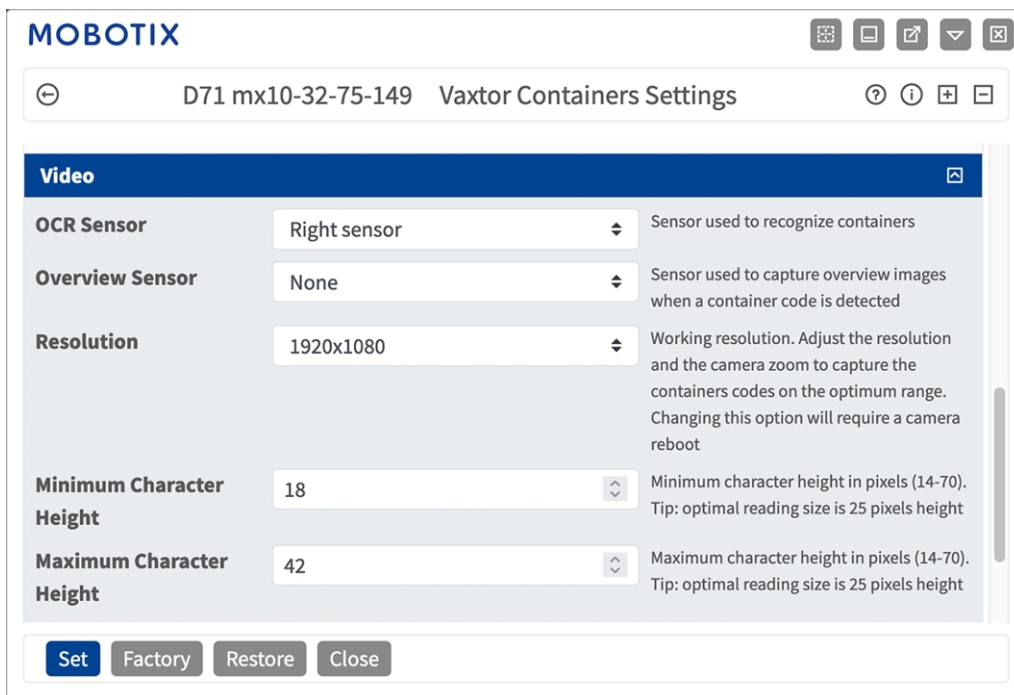 MOBOTIX
D71 mx10-32-75-149 Vaxtor Containers Settings
Video
OCR Sensor
Right sensor
Sensor used to recognize containers
Overview Sensor
None
Sensor used to capture overview images
when a container code is detected
Resolution
1920x1080
Working resolution. Adjust the resolution
and the camera zoom to capture the
containers codes on the optimum range.
Changing this option will require a camera
reboot
Minimum Character
Height
18
Minimum character height in pixels (14-70).
Tip: optimal reading size is 25 pixels height
Maximum Character
Height
42
Maximum character height in pixels (14-70).
Tip: optimal reading size is 25 pixels height
Set Factory Restore Close